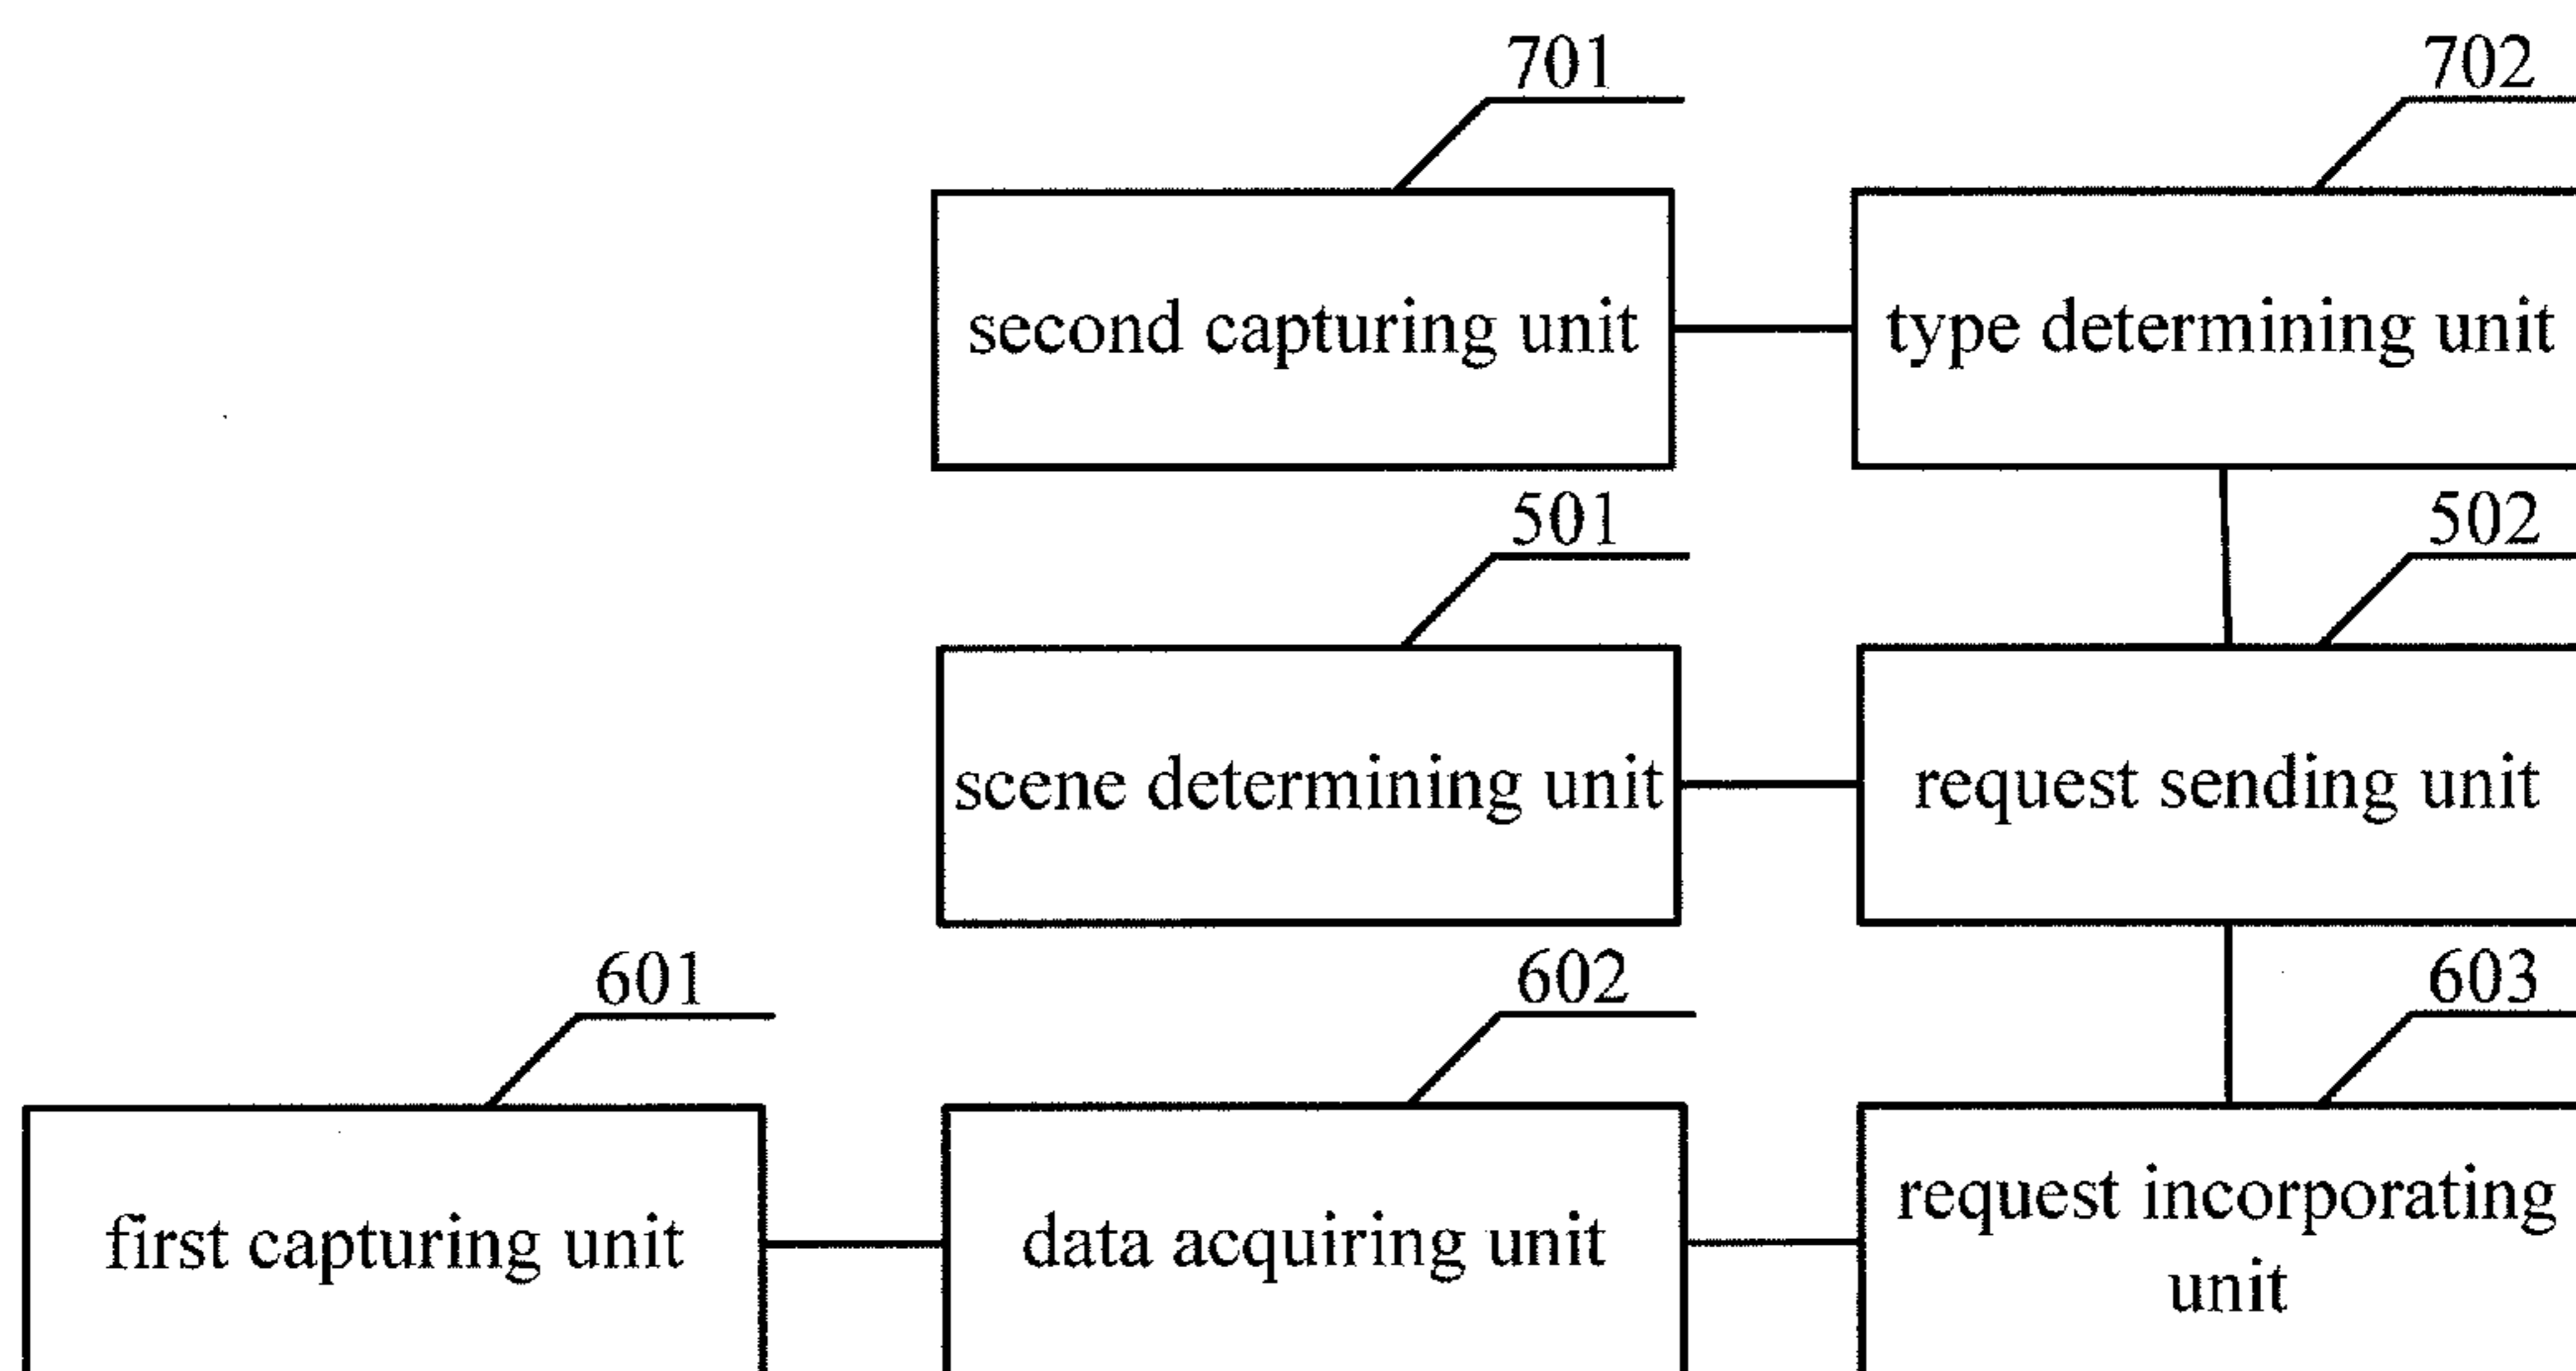 701
702
second capturing unit
type determining unit
501
502
scene determining unit
request sending unit
601
602
603
first capturing unit
data acquiring unit
request incorporating
unit